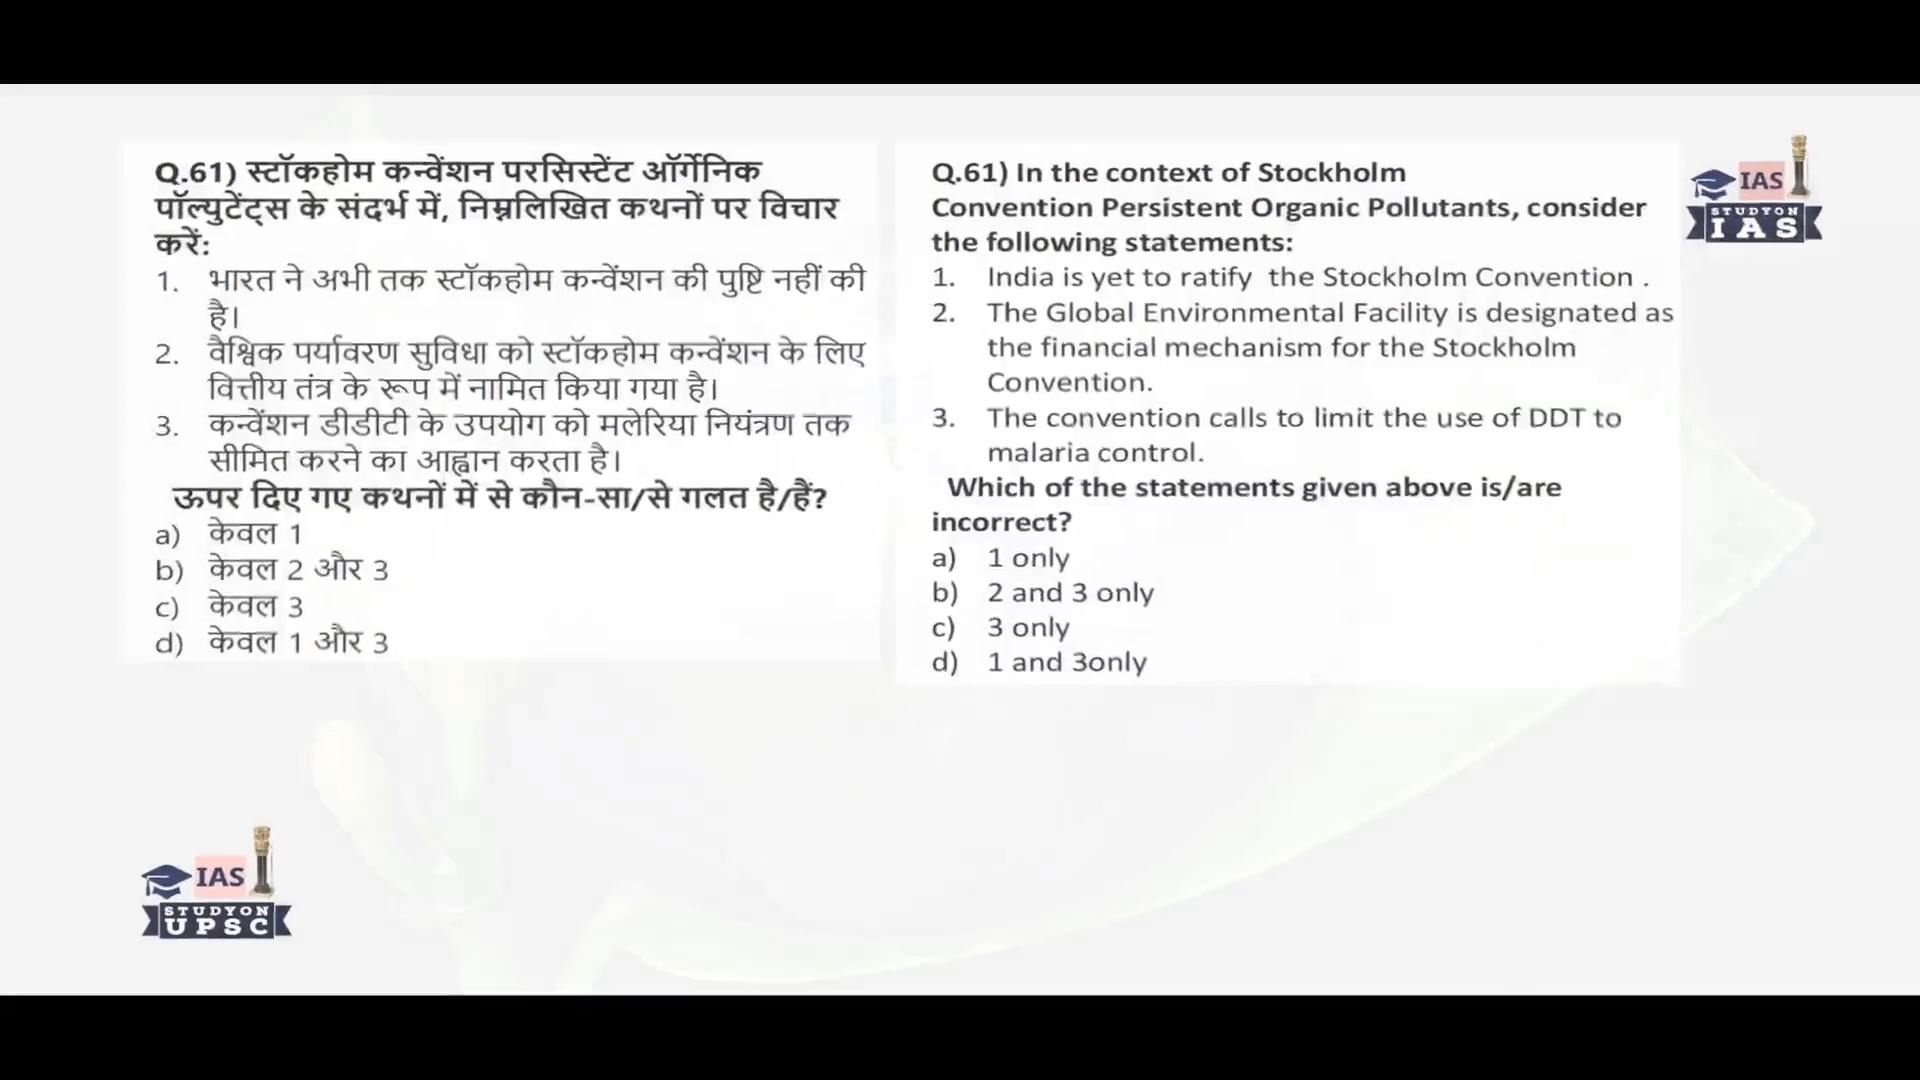 Q.61) स्टॉकहोम कन्वेंशन परसिस्टेंट ऑर्गेनिक
पॉल्युटेंट्स के संदर्भ में, निम्नलिखित कथनों पर विचार
करें:
1. भारत ने अभी तक स्टॉकहोम कन्वेंशन की पुष्टि नहीं की
है।
2. वैश्विक पर्यावरण सुविधा को स्टॉकहोम कन्वेंशन के लिए
वित्तीय तंत्र के रूप में नामित किया गया है।
3. कन्वेंशन डीडीटी के उपयोग को मलेरिया नियंत्रण तक
सीमित करने का आह्वान करता है।
ऊपर दिए गए कथनों में से कौन-सा/से गलत है/हैं?
a) केवल 1
b) केवल 2 और 3
c) केवल 3
d) केवल 1 और 3
Q.61) In the context of Stockholm
Convention Persistent Organic Pollutants, consider
the following statements:
1. India is yet to ratify the Stockholm Convention .
2. The Global Environmental Facility is designated as
the financial mechanism for the Stockholm
Convention.
3. The convention calls to limit the use of DDT to
malaria control.
Which of the statements given above is/are
incorrect?
a) 1 only
b) 2 and 3 only
c) 3 only
d) 1 and 3only
IAS
STUDYON
IAS
IAS
STUDYON
UPSC